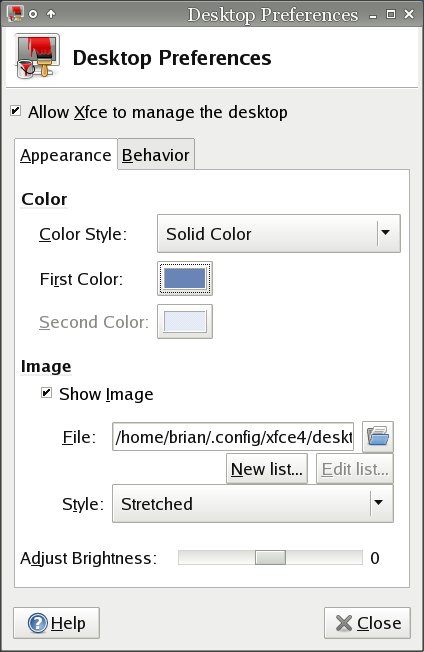 Desktop Preferences
Desktop Preferences
Allow Xfce to manage the desktop
Appearance Behavior
Color
Color Style: Solid Color
First Color:
Second Color:
Image
Show Image
File: /home/brian/.config/xfce4/deskt
New list... Edit list...
Style: Stretched
Adjust Brightness: 0
Help Close